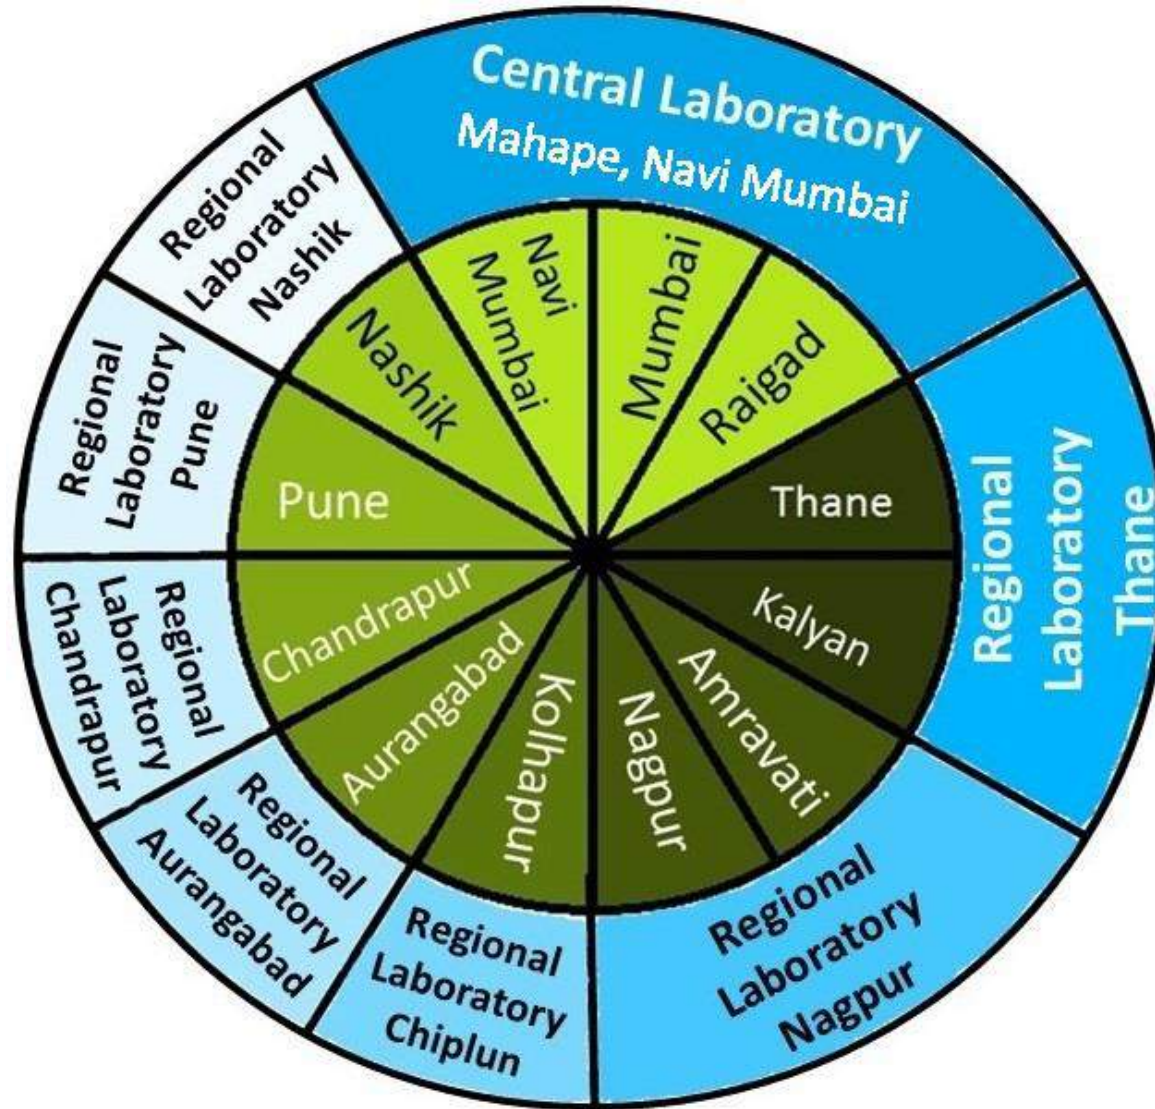 Central Laboratory
Mahape, Navi Mumbai
Regional
Laboratory
Thane
Regional
Laboratory
Nagpur
Regional
Laboratory
Chiplun
Regional
Laboratory
Aurangabad
Regional
Laboratory
Chandrapur
Regional
Laboratory
Pune
Regional
Laboratory
Nashik
Navi
Mumbai
Mumbai
Raigad
Thane
Kalyan
Amravati
Nagpur
Kolhapur
Aurangabad
Chandrapur
Pune
Nashik